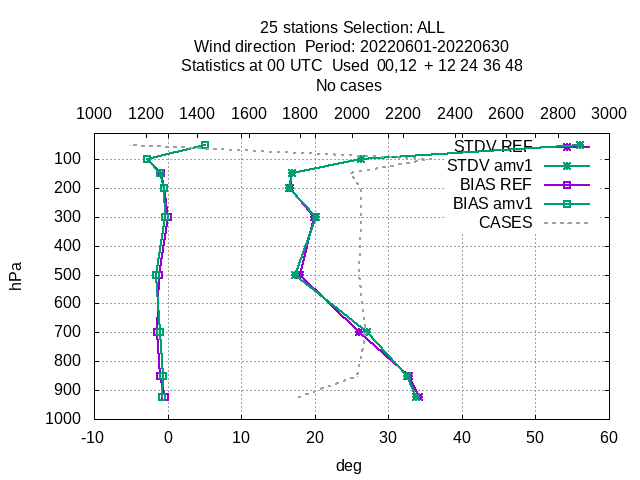 25 stations Selection: ALL
Wind direction  Period: 20220601-20220630
Statistics at 00 UTC  Used  00,12  + 12 24 36 48
No cases
1000 1200 1400 1600 1800 2000 2200 2400 2600 2800 3000
STDV REF
STDV amv1
BIAS REF
BIAS amv1
CASES
100
200
300
400
500
600
700
800
900
1000
hPa
-10 0 10 20 30 40 50 60
deg